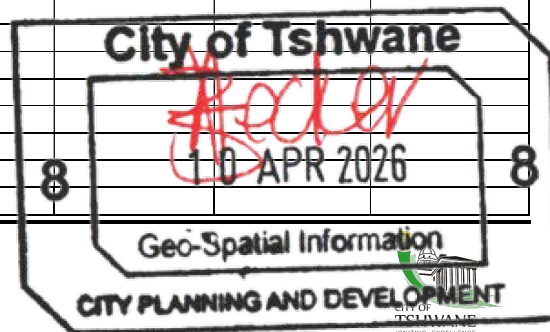 City of Tshwane
10 APR 2026
8
8
Geo-Spatial Information
CITY PLANNING AND DEVELOPMENT
CITY OF
TSHWANE